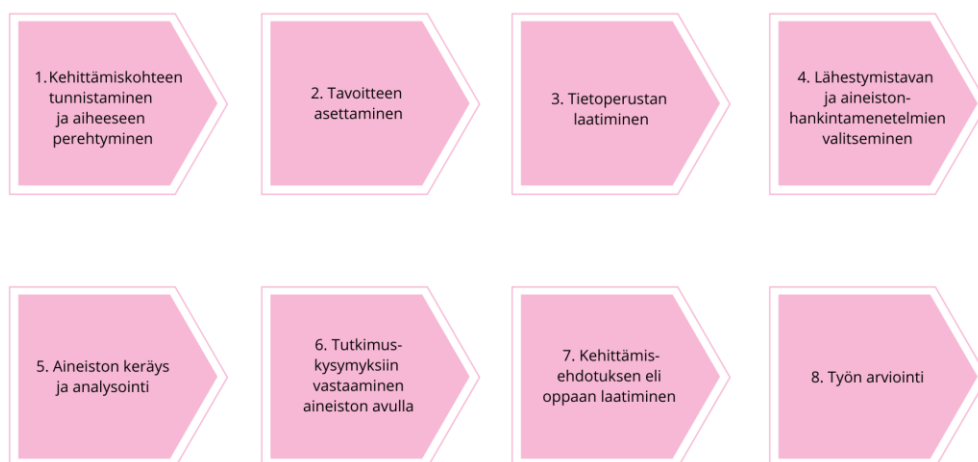 1. Kehittämiskohteen
tunnistaminen
ja aiheeseen
perehtyminen
2. Tavoitteen
asettaminen
3. Tietoperustan
laatiminen
4. Lähestymistavan
ja aineiston-
hankintamenetelmien
valitseminen
5. Aineiston keräys
ja analysointi
6. Tutkimus-
kysymyksiin
vastaaminen
aineiston avulla
7. Kehittämis-
ehdotuksen eli
oppaan laatiminen
8. Työn arviointi